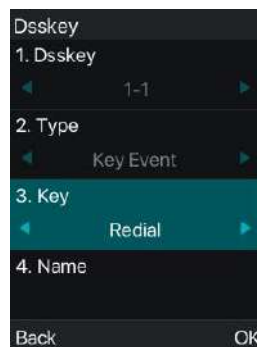 Dsskey
1. Dsskey
1-1
2. Type
Key Event
3. Key
Redial
4. Name
Back OK